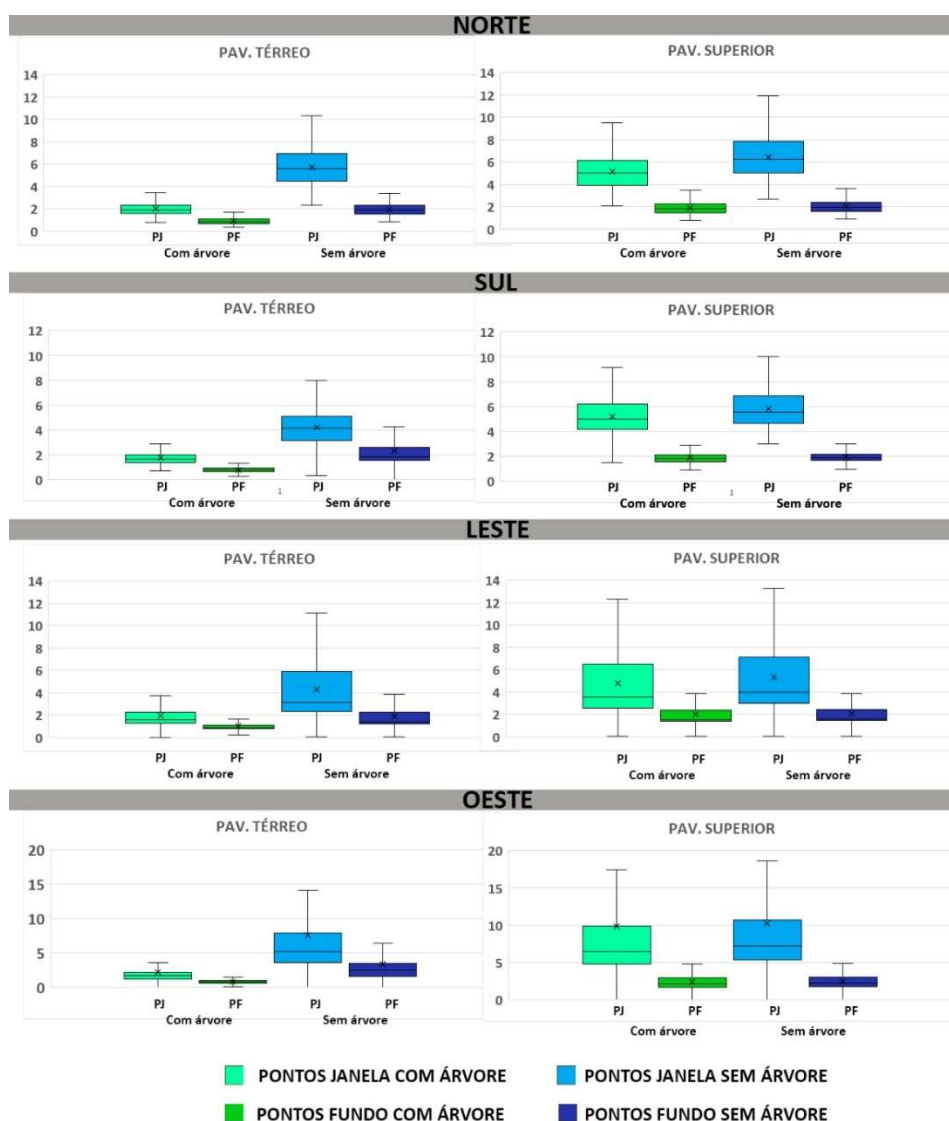 NORTE
PAV. TÉRREO
14
12
10
8
6
4
2
0
PJ PF PJ PF
Com árvore Sem árvore
PAV. SUPERIOR
14
12
10
8
6
4
2
0
PJ PF PJ PF
Com árvore Sem árvore
SUL
PAV. TÉRREO
12
10
8
6
4
2
0
PJ PF 1 PJ PF
Com árvore Sem árvore
PAV. SUPERIOR
12
10
8
6
4
2
0
PJ PF 1 PJ PF
Com árvore Sem árvore
LESTE
PAV. TÉRREO
14
12
10
8
6
4
2
0
PJ PF PJ PF
Com árvore Sem árvore
PAV. SUPERIOR
14
12
10
8
6
4
2
0
PJ PF PJ PF
Com árvore Sem árvore
OESTE
PAV. TÉRREO
20
15
10
5
0
PJ PF PJ PF
Com árvore Sem árvore
PAV. SUPERIOR
20
15
10
5
0
PJ PF PJ PF
Com árvore Sem árvore
PONTOS JANELA COM ÁRVORE PONTOS JANELA SEM ÁRVORE
PONTOS FUNDO COM ÁRVORE PONTOS FUNDO SEM ÁRVORE